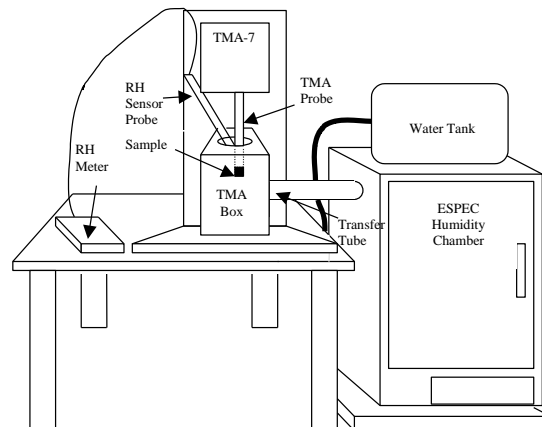 TMA-7
RH
Sensor
Probe
TMA
Probe
Water Tank
RH
Meter
Sample
TMA
Box
Transfer
Tube
ESPEC
Humidity
Chamber